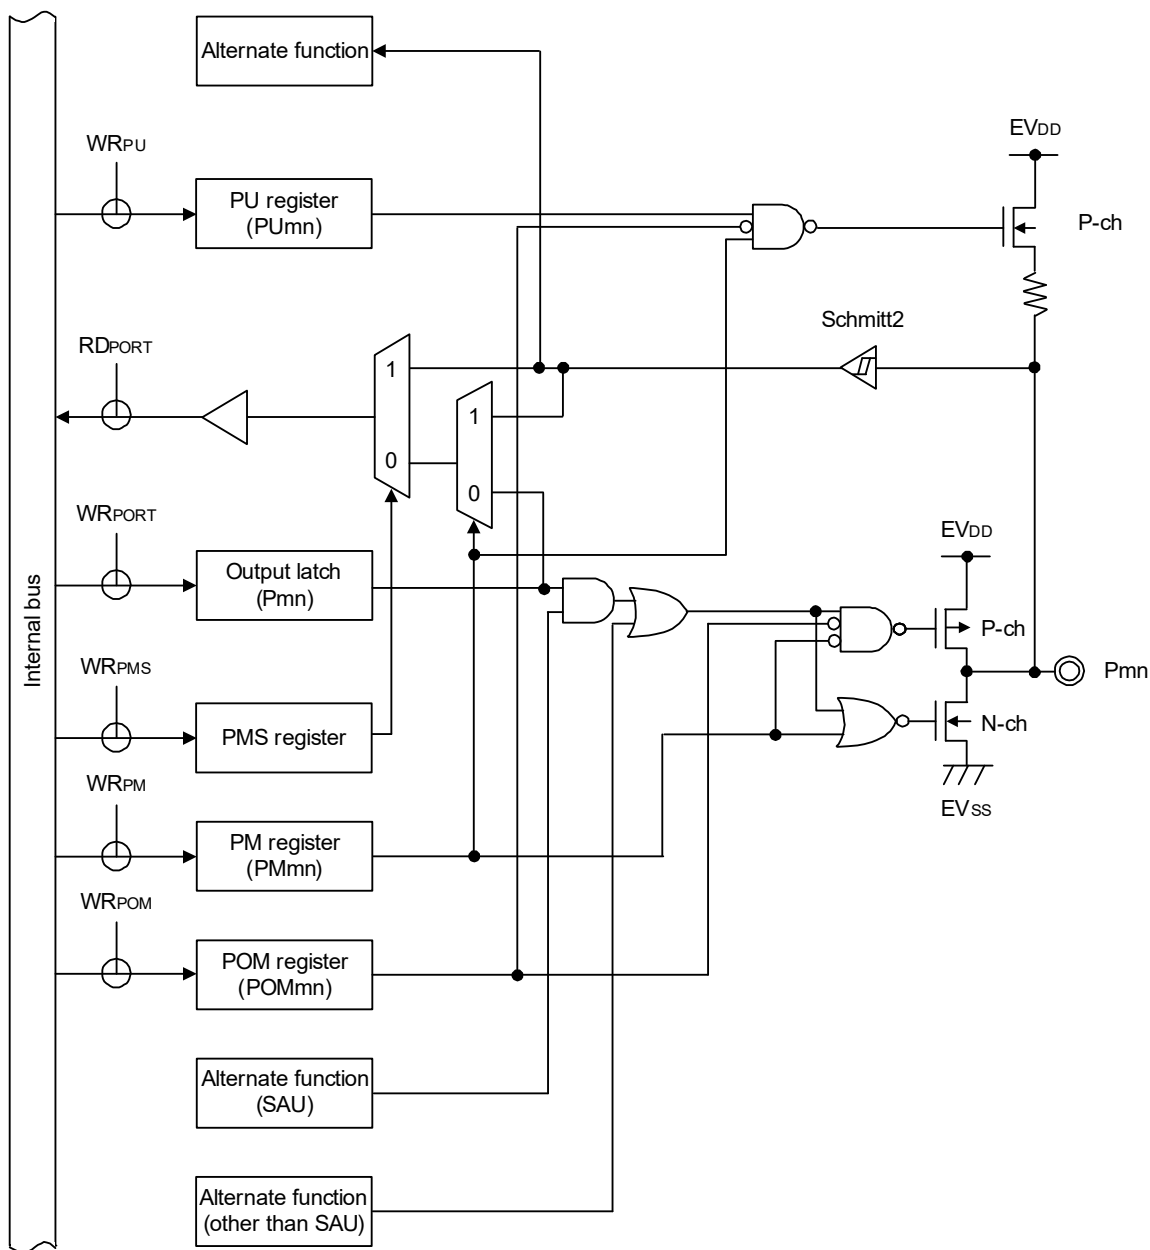 Alternate function
WRPU
EVDD
PU register
(PUmn)
P-ch
Schmitt2
RDPORT
1
0
1
0
WRPORT
EVDD
Output latch
(Pmn)
P-ch
Internal bus
WRPMS
Pmn
PMS register
N-ch
WRPM
EVSS
PM register
(PMmn)
WRPOM
POM register
(POMmn)
Alternate function
(SAU)
Alternate function
(other than SAU)